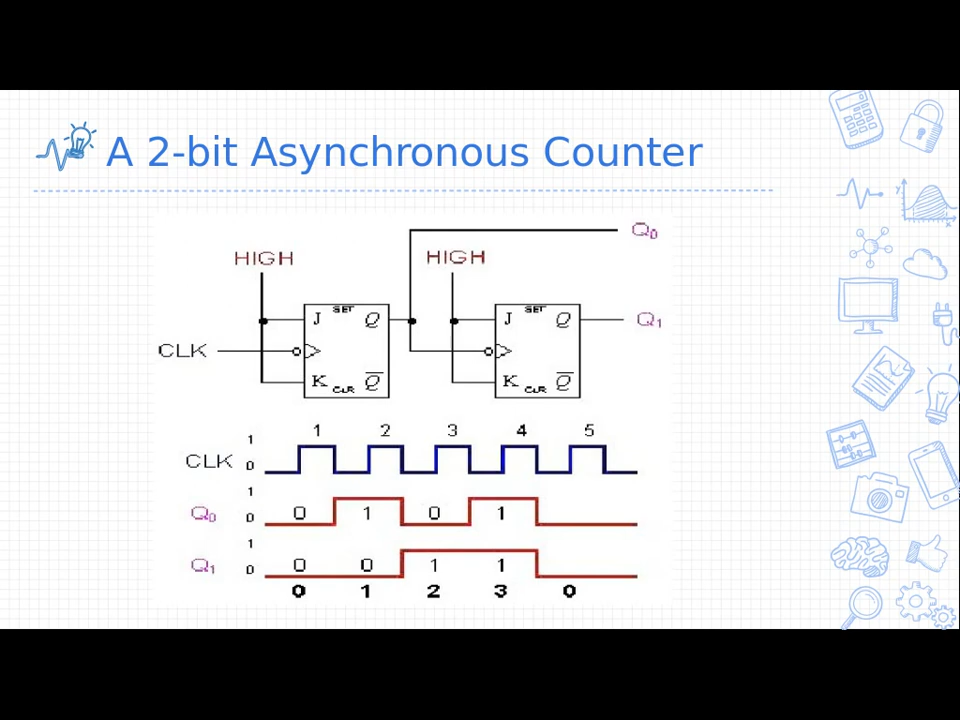 A 2-bit Asynchronous Counter
Q0
HIGH HIGH
J SET Q J SET Q Q1
CLK
K CLR Q̅ K CLR Q̅
1 2 3 4 5
1
CLK 0
1
Q0 0 0 1 0 1
1
Q1 0 0 0 1 1
0 1 2 3 0
y
x